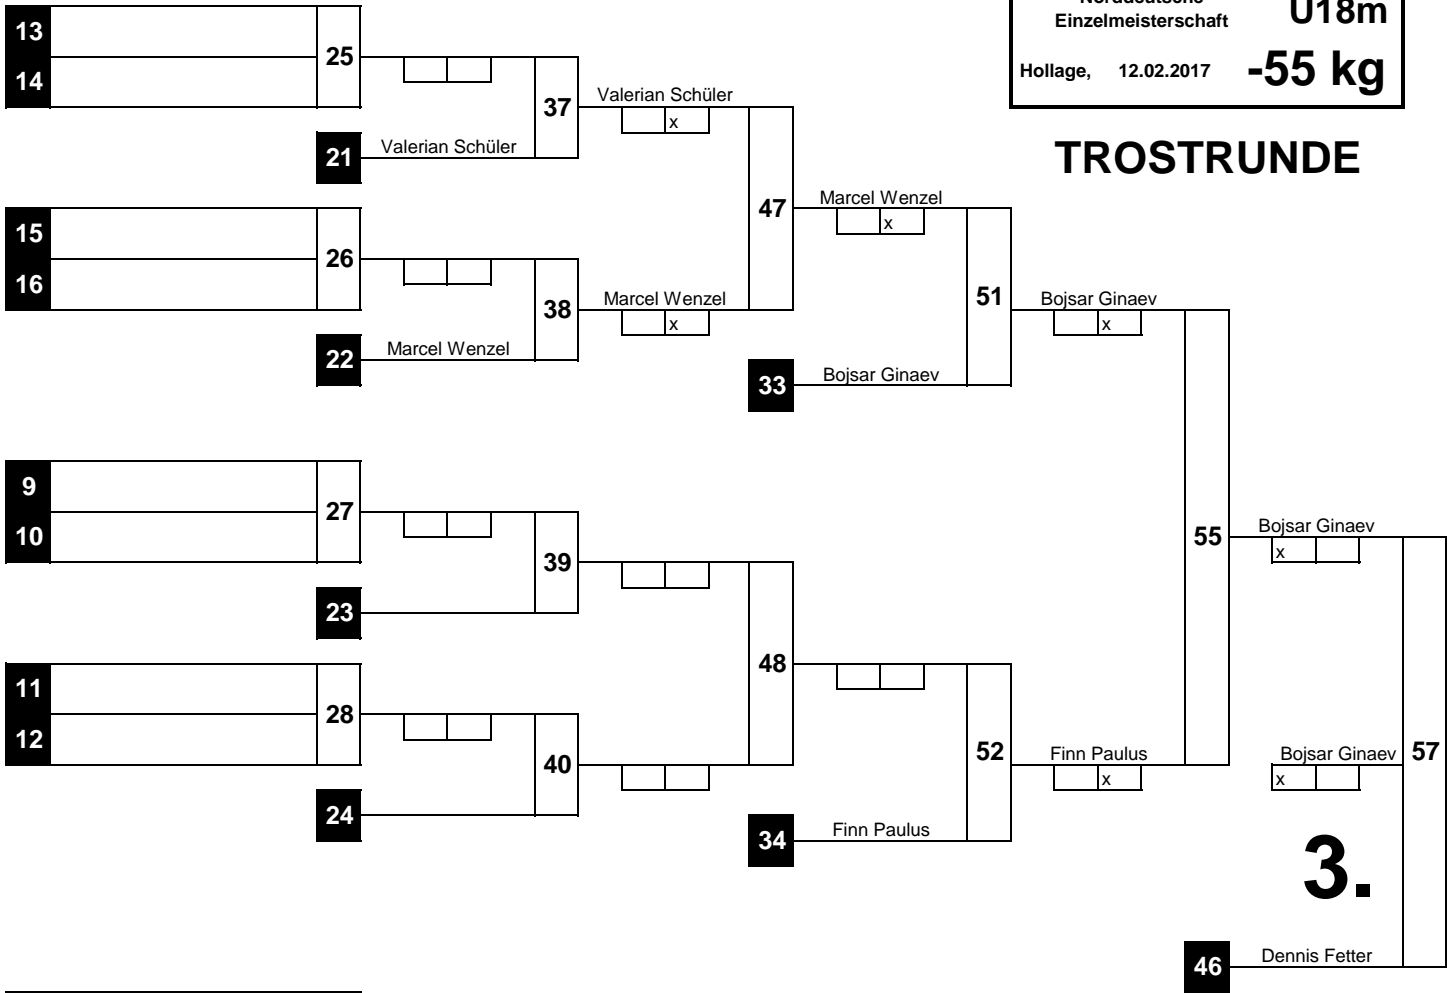 Norddeutsche
Einzelmeisterschaft
U18m
Hollage, 12.02.2017 -55 kg
TROSTRUNDE
13
14
25
37
Valerian Schüler
x
21
Valerian Schüler
47
Marcel Wenzel
x
15
16
26
38
Marcel Wenzel
x
22
Marcel Wenzel
51
Bojsar Ginaev
x
33
Bojsar Ginaev
9
10
27
39
23
55
Bojsar Ginaev
x
11
12
28
40
24
48
52
Finn Paulus
x
34
Finn Paulus
Bojsar Ginaev
x
57
3.
46
Dennis Fetter